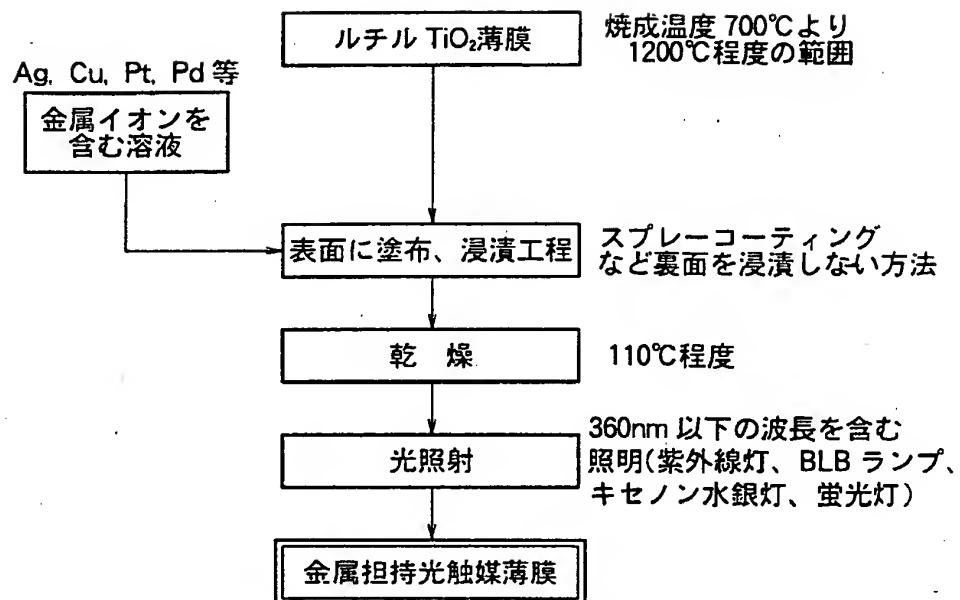 ルチル TiO₂薄膜
焼成温度 700℃より
1200℃程度の範囲
Ag, Cu, Pt, Pd 等
金属イオンを
含む溶液
表面に塗布、浸漬工程
スプレーコーティング
など裏面を浸漬しない方法
乾 燥
110℃程度
光照射
360nm 以下の波長を含む
照明(紫外線灯、BLB ランプ、
キセノン水銀灯、蛍光灯)
金属担持光触媒薄膜